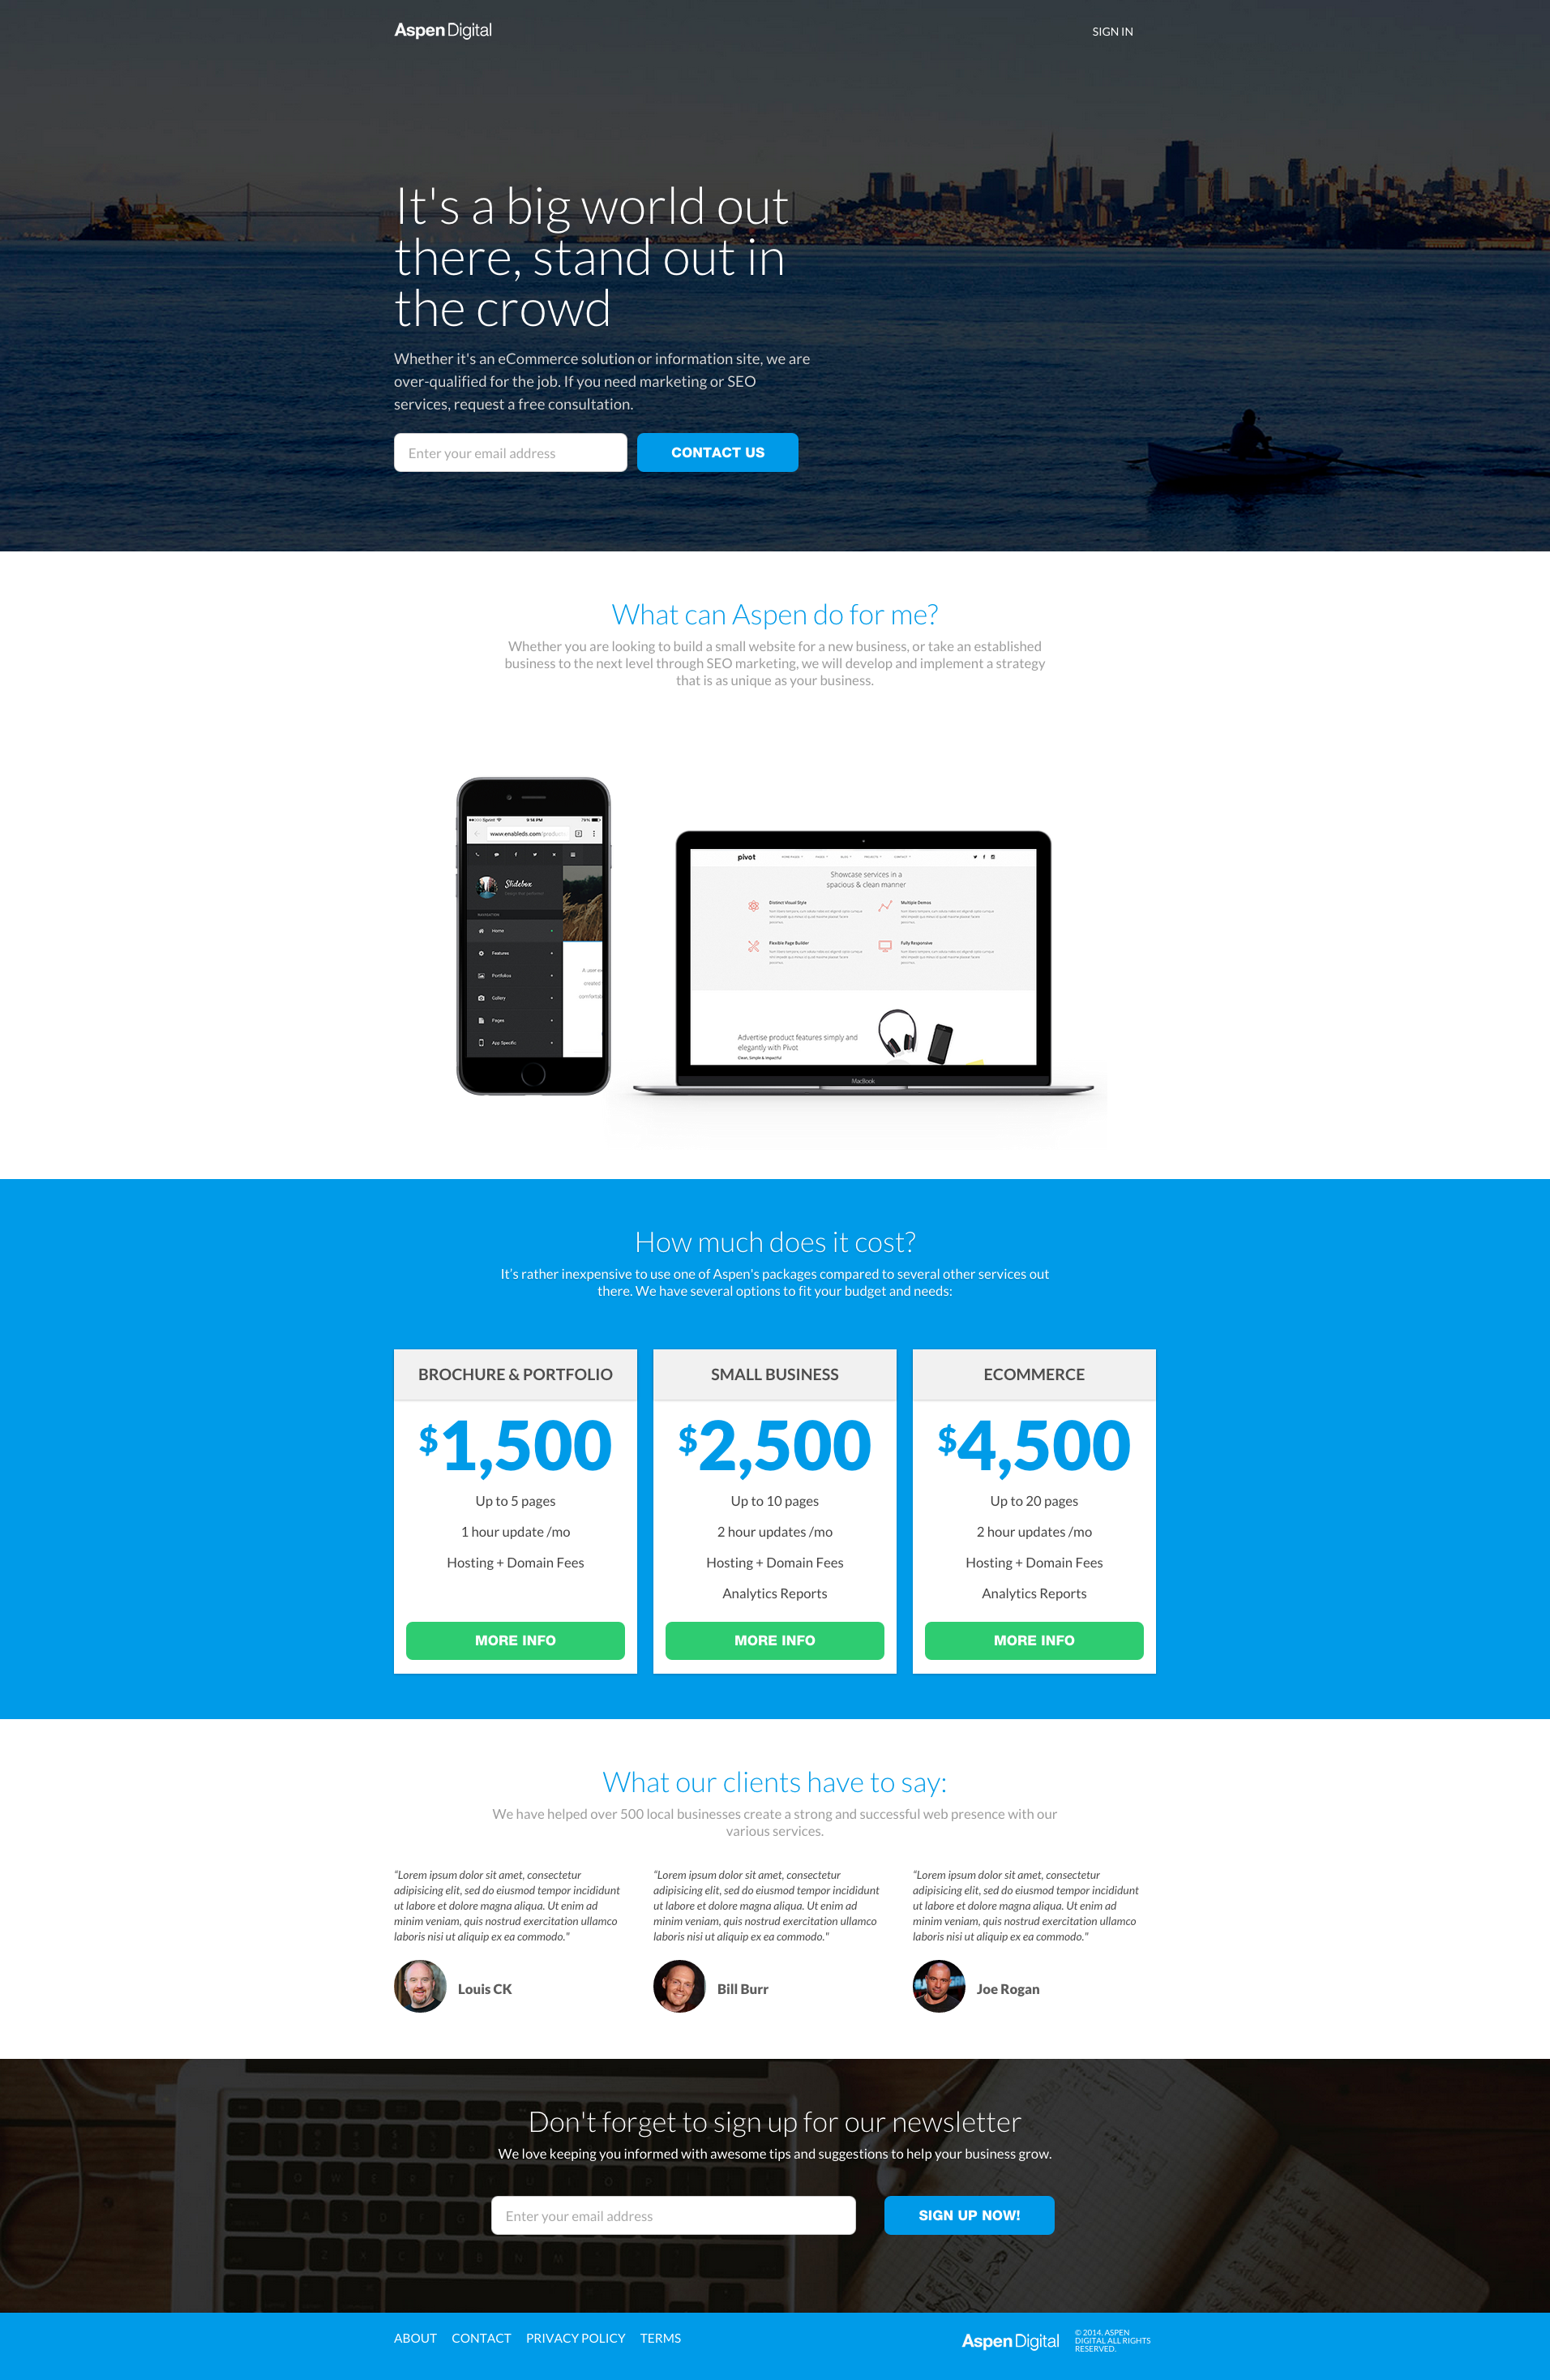 Aspen Digital
SIGN IN
It's a big world out
there, stand out in
the crowd
Whether it's an eCommerce solution or information site, we are
over-qualified for the job. If you need marketing or SEO
services, request a free consultation.
Enter your email address
CONTACT US
What can Aspen do for me?
Whether you are looking to build a small website for a new business, or take an established
business to the next level through SEO marketing, we will develop and implement a strategy
that is as unique as your business.
Sprint 9:14 PM 79%
www.enableds.com/products
Slidebox
NAVIGATION
Home
Features
Portfolios
Gallery
Pages
App Specific
pivot
Showcase services in a
spacious & clean manner
Distinct Visual Style
Multiple Demos
Flexible Page Builder
Fully Responsive
Advertise product features simply and
elegantly with Pivot
Clean, Simple & Impactful
MacBook
How much does it cost?
It's rather inexpensive to use one of Aspen's packages compared to several other services out
there. We have several options to fit your budget and needs:
BROCHURE & PORTFOLIO
$1,500
Up to 5 pages
1 hour update /mo
Hosting + Domain Fees
MORE INFO
SMALL BUSINESS
$2,500
Up to 10 pages
2 hour updates /mo
Hosting + Domain Fees
Analytics Reports
MORE INFO
ECOMMERCE
$4,500
Up to 20 pages
2 hour updates /mo
Hosting + Domain Fees
Analytics Reports
MORE INFO
What our clients have to say:
We have helped over 500 local businesses create a strong and successful web presence with our
various services.
"Lorem ipsum dolor sit amet, consectetur
adipisicing elit, sed do eiusmod tempor incididunt
ut labore et dolore magna aliqua. Ut enim ad
minim veniam, quis nostrud exercitation ullamco
laboris nisi ut aliquip ex ea commodo."
Louis CK
"Lorem ipsum dolor sit amet, consectetur
adipisicing elit, sed do eiusmod tempor incididunt
ut labore et dolore magna aliqua. Ut enim ad
minim veniam, quis nostrud exercitation ullamco
laboris nisi ut aliquip ex ea commodo."
Bill Burr
"Lorem ipsum dolor sit amet, consectetur
adipisicing elit, sed do eiusmod tempor incididunt
ut labore et dolore magna aliqua. Ut enim ad
minim veniam, quis nostrud exercitation ullamco
laboris nisi ut aliquip ex ea commodo."
Joe Rogan
Don't forget to sign up for our newsletter
We love keeping you informed with awesome tips and suggestions to help your business grow.
Enter your email address
SIGN UP NOW!
ABOUT CONTACT PRIVACY POLICY TERMS
Aspen Digital
© 2014. ASPEN
DIGITAL ALL RIGHTS
RESERVED.